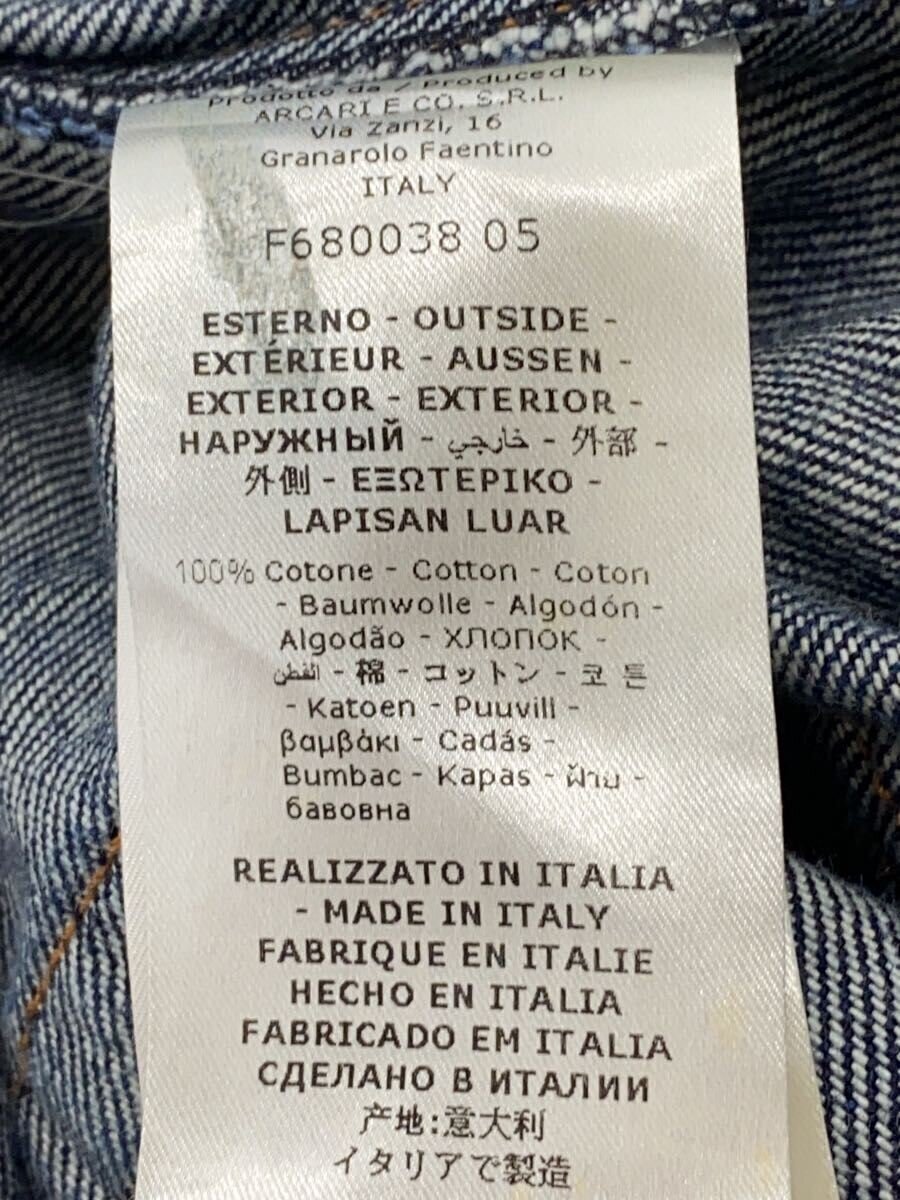 Prodotto da / Produced by
ARCARI E CO. S.R.L.
Via Zanzi, 16
Granarolo Faentino
ITALY
F680038 05
ESTERNO - OUTSIDE -
EXTÉRIEUR - AUSSEN -
EXTERIOR - EXTERIOR -
НАРУЖНЫЙ - خارجي - 外部 -
外側 - ΕΞΩΤΕΡΙΚΟ -
LAPISAN LUAR
100% Cotone - Cotton - Coton
- Baumwolle - Algodón -
Algodão - ХЛОПОК -
القطن - 棉 - コットン - 코튼
- Katoen - Puuvill -
βαμβάκι - Cadás -
Bumbac - Kapas - ฝ้าย -
бавовна
REALIZZATO IN ITALIA
- MADE IN ITALY
FABRIQUE EN ITALIE
HECHO EN ITALIA
FABRICADO EM ITALIA
СДЕЛАНО В ИТАЛИИ
产地:意大利
イタリアで製造